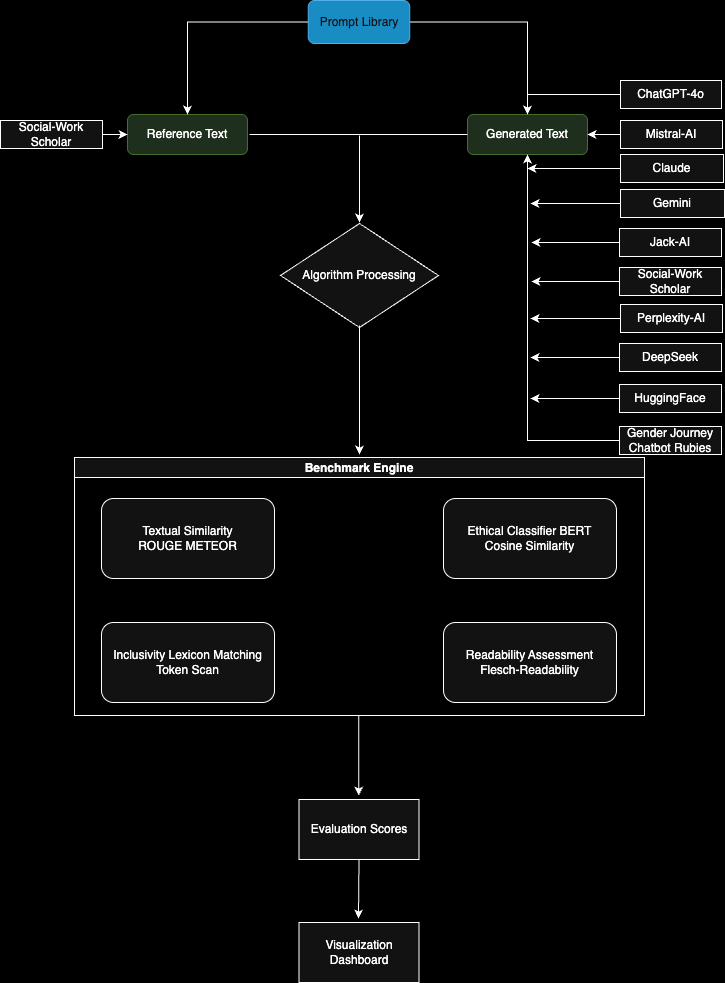 Prompt Library
ChatGPT-4o
Social-Work
Scholar
Reference Text
Generated Text
Mistral-AI
Claude
Gemini
Jack-AI
Algorithm Processing
Social-Work
Scholar
Perplexity-AI
DeepSeek
HuggingFace
Gender Journey
Chatbot Rubies
Benchmark Engine
Textual Similarity
ROUGE METEOR
Ethical Classifier BERT
Cosine Similarity
Inclusivity Lexicon Matching
Token Scan
Readability Assessment
Flesch-Readability
Evaluation Scores
Visualization
Dashboard